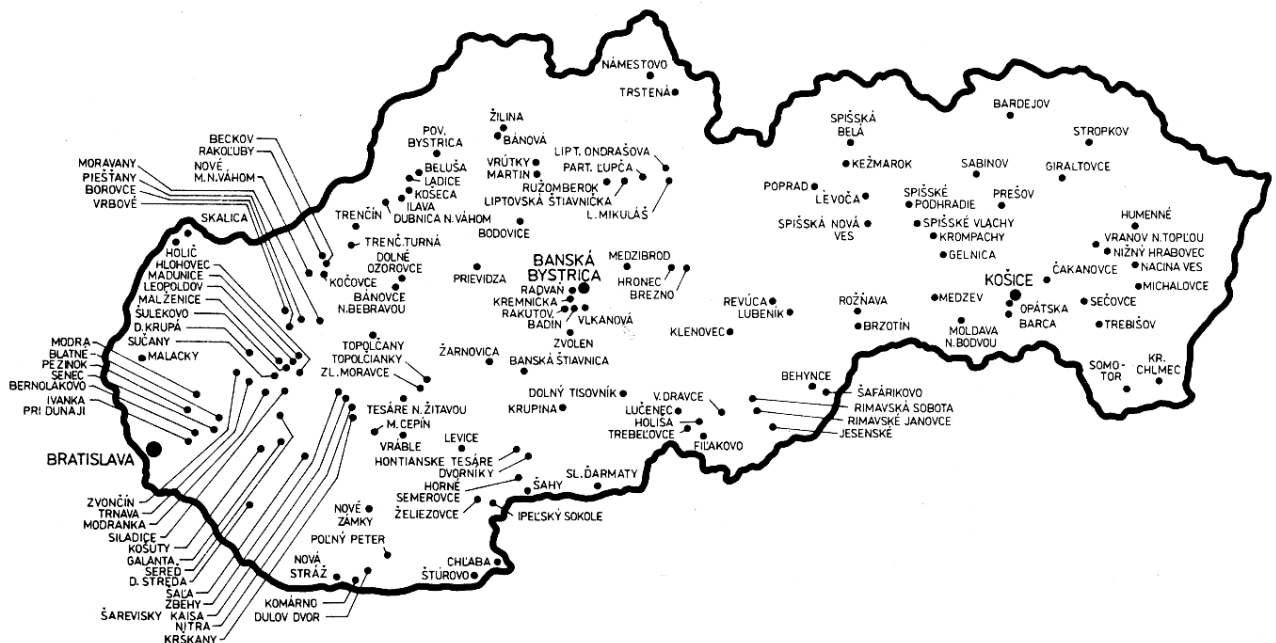 NÁMESTOVO
TRSTENÁ
ŽILINA
BÁNOVÁ
POV.
BYSTRICA
BELUŠA
LADICE
KOŠECA
ILAVA
DUBNICA N. VÁHOM
VRÚTKY
MARTIN
LIPT. ONDRAŠOVA
PART. ĽUPČA
RUŽOMBEROK
LIPTOVSKÁ ŠTIAVNIČKA
L. MIKULÁŠ
BECKOV
RAKOĽUBY
NOVÉ
M. N. VÁHOM
MORAVANY
PIEŠŤANY
BOROVCE
VRBOVÉ
SKALICA
HOLIČ
HLOHOVEC
MADUNICE
LEOPOLDOV
MALŽENICE
ŠULEKOVO
D. KRUPÁ
SUČANY
MALACKY
MODRA
BLATNÉ
PEZINOK
SENEC
BERNOLÁKOVO
IVANKA
PRI DUNAJI
BRATISLAVA
TRENČÍN
TRENČ. TURNÁ
DOLNÉ
OZOROVCE
KOČOVCE
BÁNOVCE
N. BEBRAVOU
BODOVICE
PRIEVIDZA
BANSKÁ
BYSTRICA
RADVAŇ
KREMNIČKA
RAKUTOV.
BADÍN
VLKANOVÁ
ZVOLEN
MEDZIBROD
HRONEC
BREZNO
TOPOĽČANY
TOPOĽČIANKY
ZL. MORAVCE
ŽARNOVICA
BANSKÁ ŠTIAVNICA
TESÁRE N. ŽITAVOU
M. CEPÍN
VRÁBLE
KRUPINA
DOLNÝ TISOVNÍK
LEVICE
HONTIANSKE TESÁRE
DVORNÍKY
HORNÉ
SEMEROVCE
ŠAHY
ŽELIEZOVCE
IPEĽSKÝ SOKOLE
SL. ĎARMATY
NOVÉ
ZÁMKY
POĽNÝ PETER
NOVÁ
STRÁŽ
KOMÁRNO
DULOV DVOR
CHĽABA
ŠTÚROVO
ZVONČÍN
TRNAVA
MODRANKA
SILADICE
KOŠÚTY
GALANTA
SEREĎ
D. STREDA
ŠAĽA
ZBEHY
ŠAREVISKY KAISA
NITRA
KRŠKANY
SPIŠSKÁ
BELÁ
KEŽMAROK
POPRAD
LEVOČA
SPIŠSKÁ NOVÁ
VES
SPIŠSKÉ
PODHRADIE
SPIŠSKÉ VLACHY
KROMPACHY
GELNICA
BARDEJOV
SABINOV
PREŠOV
STROPKOV
GIRALTOVCE
HUMENNÉ
VRANOV N. TOPĽOU
NIŽNÝ HRABOVEC
NACINA VES
MICHALOVCE
ČAKANOVCE
SEČOVCE
TREBIŠOV
KOŠICE
OPÁTSKA
BARCA
MEDZEV
MOLDAVA
N. BODVOU
ROŽŇAVA
BRZOTÍN
REVÚCA
LUBENÍK
KLENOVEC
SOMO-
TOR
KR.
CHLMEC
BEHYNCE
ŠAFÁRIKOVO
V. DRAVCE
LUČENEC
HOLIŠA
TREBEĽOVCE
FIĽAKOVO
RIMAVSKÁ SOBOTA
RIMAVSKÉ JANOVCE
JESENSKÉ